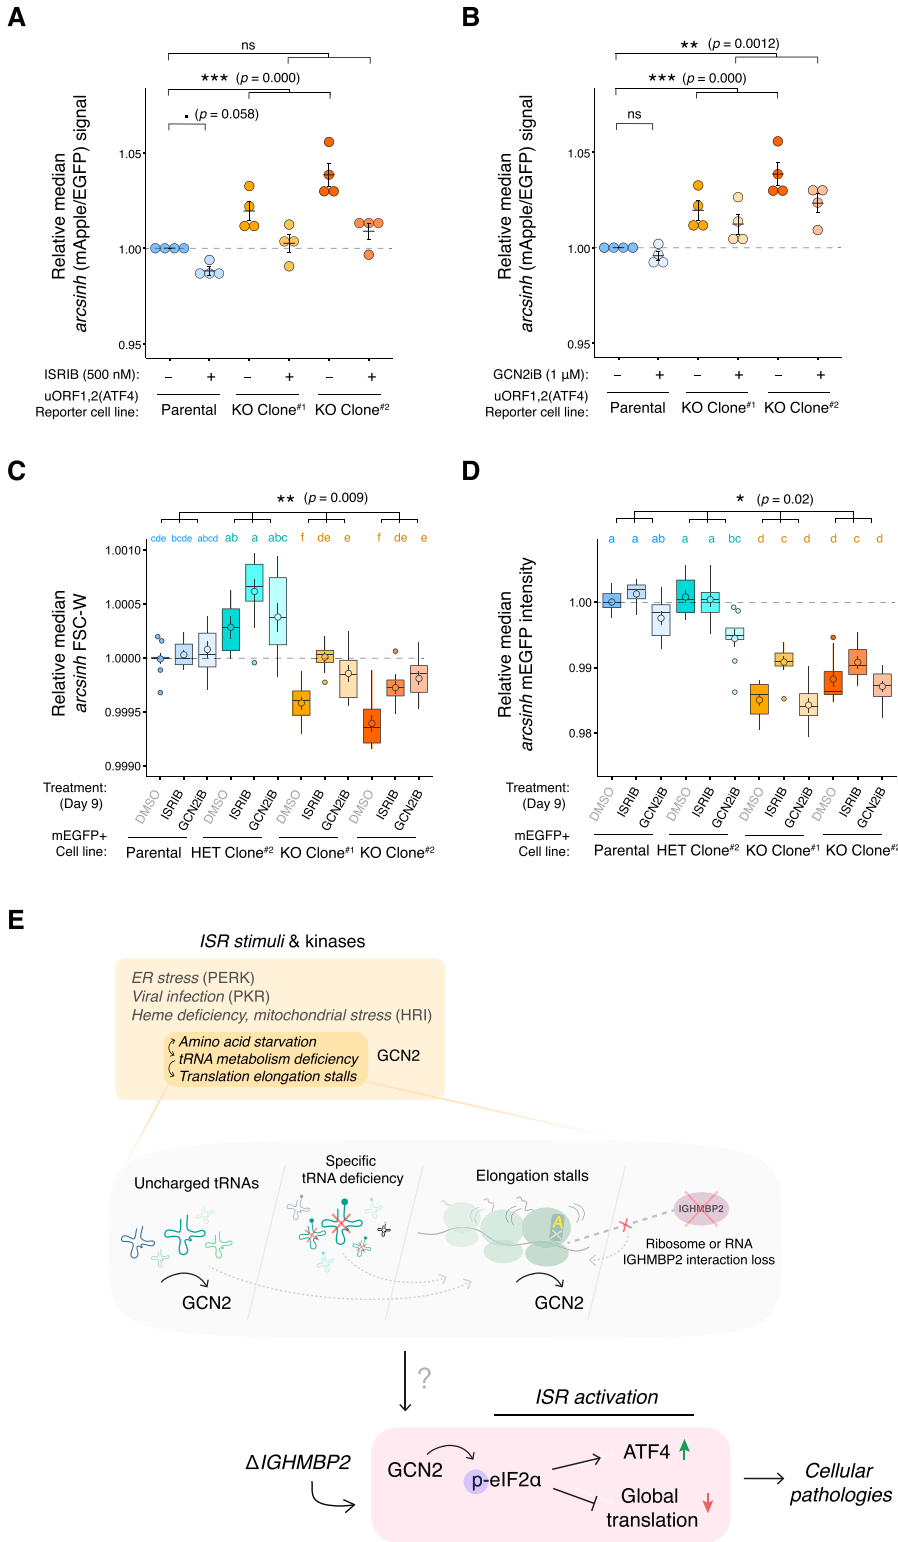 A
ns
*** (p = 0.000)
. (p = 0.058)
Relative median
arcsinh (mApple/EGFP) signal
1.05
1.00
0.95
ISRIB (500 nM):
– + – + – +
uORF1,2(ATF4)
Reporter cell line:
Parental
KO Clone#1
KO Clone#2
B
** (p = 0.0012)
*** (p = 0.000)
ns
Relative median
arcsinh (mApple/EGFP) signal
1.05
1.00
0.95
GCN2iB (1 µM):
– + – + – +
uORF1,2(ATF4)
Reporter cell line:
Parental
KO Clone#1
KO Clone#2
C
** (p = 0.009)
cde bcde abcd ab a abc f de e f de e
Relative median
arcsinh FSC-W
1.0010
1.0005
1.0000
0.9995
0.9990
Treatment:
(Day 9)
DMSO ISRIB GCN2iB DMSO ISRIB GCN2iB DMSO ISRIB GCN2iB DMSO ISRIB GCN2iB
mEGFP+
Cell line:
Parental HET Clone#2 KO Clone#1 KO Clone#2
D
* (p = 0.02)
a a ab a a bc d c d d c d
Relative median
arcsinh mEGFP intensity
1.00
0.99
0.98
Treatment:
(Day 9)
DMSO ISRIB GCN2iB DMSO ISRIB GCN2iB DMSO ISRIB GCN2iB DMSO ISRIB GCN2iB
mEGFP+
Cell line:
Parental HET Clone#2 KO Clone#1 KO Clone#2
E
ISR stimuli & kinases
ER stress (PERK)
Viral infection (PKR)
Heme deficiency, mitochondrial stress (HRI)
Amino acid starvation
tRNA metabolism deficiency
Translation elongation stalls
GCN2
Uncharged tRNAs
Specific
tRNA deficiency
Elongation stalls
A
IGHMBP2
Ribosome or RNA
IGHMBP2 interaction loss
GCN2
GCN2
?
ISR activation
ΔIGHMBP2
GCN2
p-eIF2α
ATF4
Global
translation
Cellular
pathologies